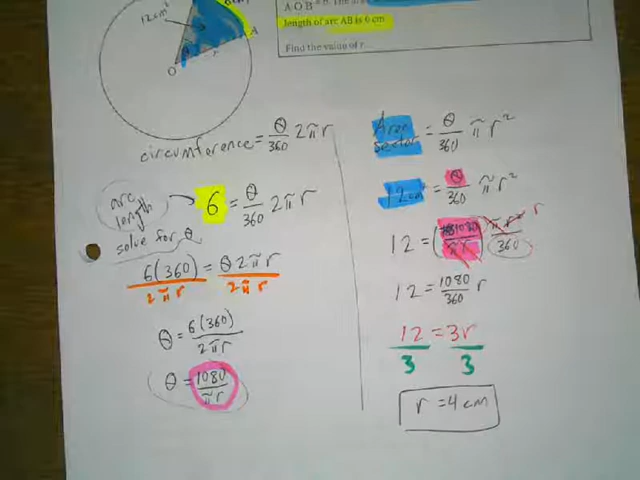 12cm²
A
O
r
A O B
length of arc AB is 6 cm
Find the value of r
circumference = θ/360 2πr
arc length → 6 = θ/360 2πr
solve for θ
6(360) = θ2πr
2πr 2πr
θ = 6(360)/2πr
θ = 1080/πr
Area Sector = θ/360 πr²
12cm² = θ/360 πr²
12 = (1080/πr) πr²/360 r
12 = 1080/360 r
12 = 3r
3 3
r = 4 cm